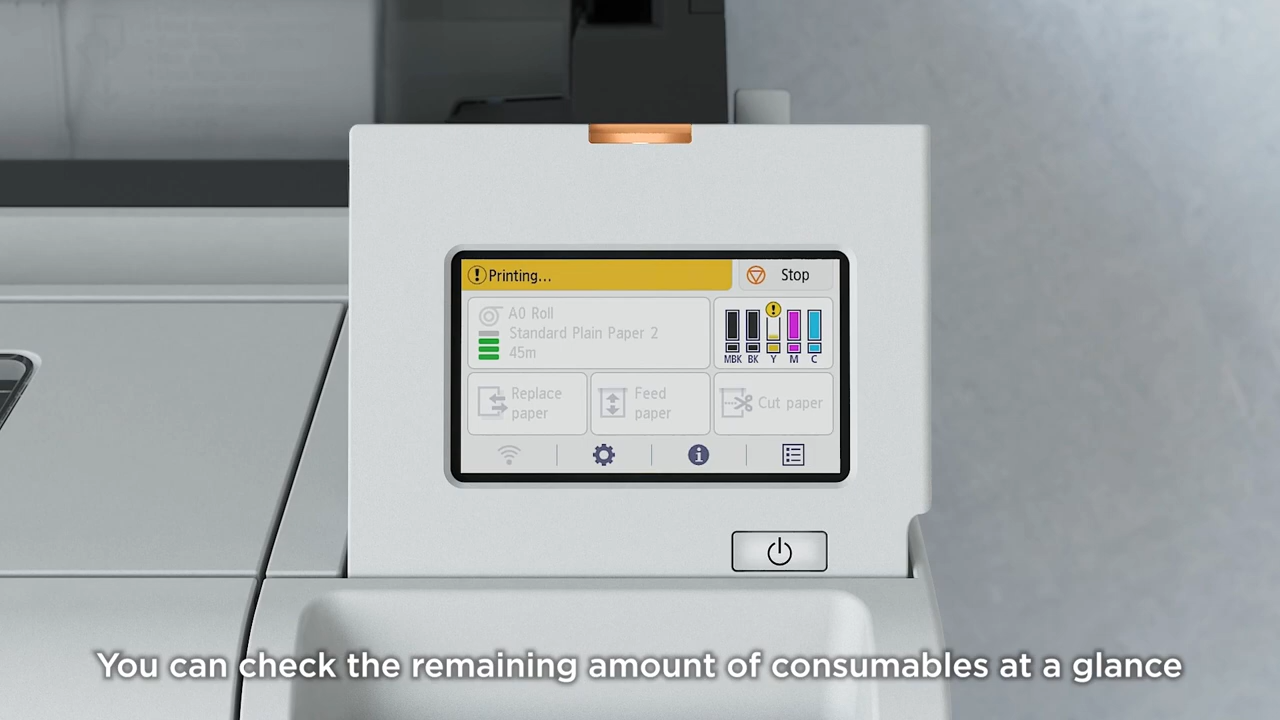 Printing...
Stop
A0 Roll
Standard Plain Paper 2
45m
MBK BK Y M C
Replace
paper
Feed
paper
Cut paper
You can check the remaining amount of consumables at a glance